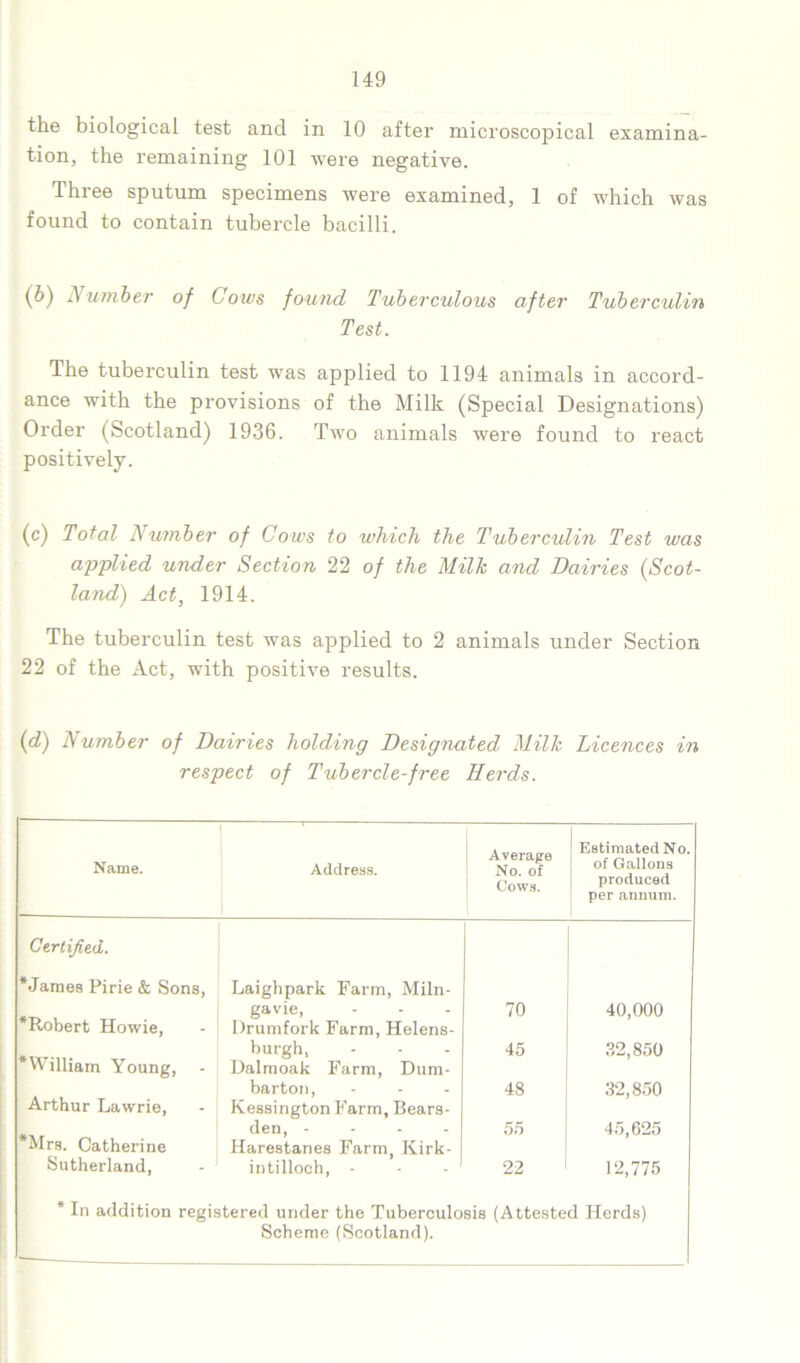 149
the biological test and in 10 after microscopical examina-
tion, the remaining 101 were negative.
Three sputum specimens were examined, 1 of which was
found to contain tubercle bacilli.
(b) Number of Cows found Tuberculous after Tuberculin
Test.
The tuberculin test was applied to 1194 animals in accord-
ance with the provisions of the Milk (Special Designations)
Order (Scotland) 1936. Two animals were found to react
positively.
(c) Total Number of Cows to which the Tuberculin Test was
applied under Section 22 of the Milk and Dairies (Scot-
land) Act, 1914.
The tuberculin test was applied to 2 animals under Section
22 of the Act, with positive results.
(d) Number of Dairies holding Designated Milk Licences in
respect of Tubercle-free Herds.
Name. Address. Average No. of Cows. Estimated No. of Gallons produced per annum.
Certified.
*James Pirie & Sons, Laighpark Farm, Miln-
gavie, - - - 70 40,000
*Robert Howie, - Drumfork Farm, Helens-
burgh, - - - 45 32,850
*William Young, - Dalmoak Farm, Dum-
barton, - - - 48 32,850
Arthur Lawrie, - Kessington Farm, Bears-
den, - - - - 55 45,625
*Mrs. Catherine Harestanes Farm, Kirk-
Sutherland, - intilloch, - - - 22 12,775
* In addition registered under the Tuberculosis (Attested Herds)
Scheme (Scotland).